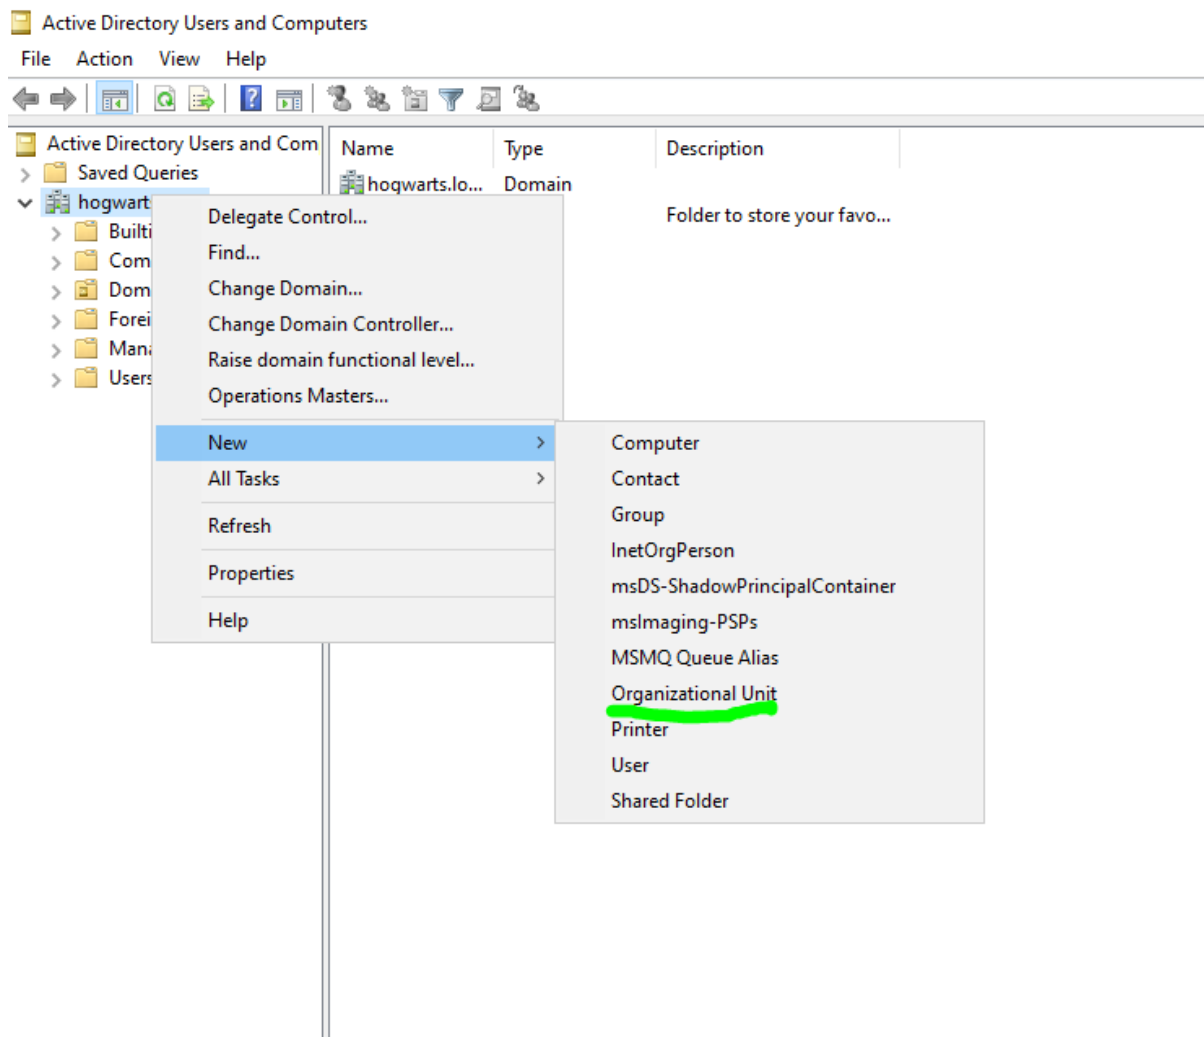 Active Directory Users and Computers
File Action View Help
Active Directory Users and Com
Name Type Description
Saved Queries
hogwarts.lo... Domain
hogwart
Folder to store your favo...
Builti
Com
Dom
Forei
Mana
Users
Delegate Control...
Find...
Change Domain...
Change Domain Controller...
Raise domain functional level...
Operations Masters...
New
All Tasks
Refresh
Properties
Help
Computer
Contact
Group
InetOrgPerson
msDS-ShadowPrincipalContainer
msImaging-PSPs
MSMQ Queue Alias
Organizational Unit
Printer
User
Shared Folder